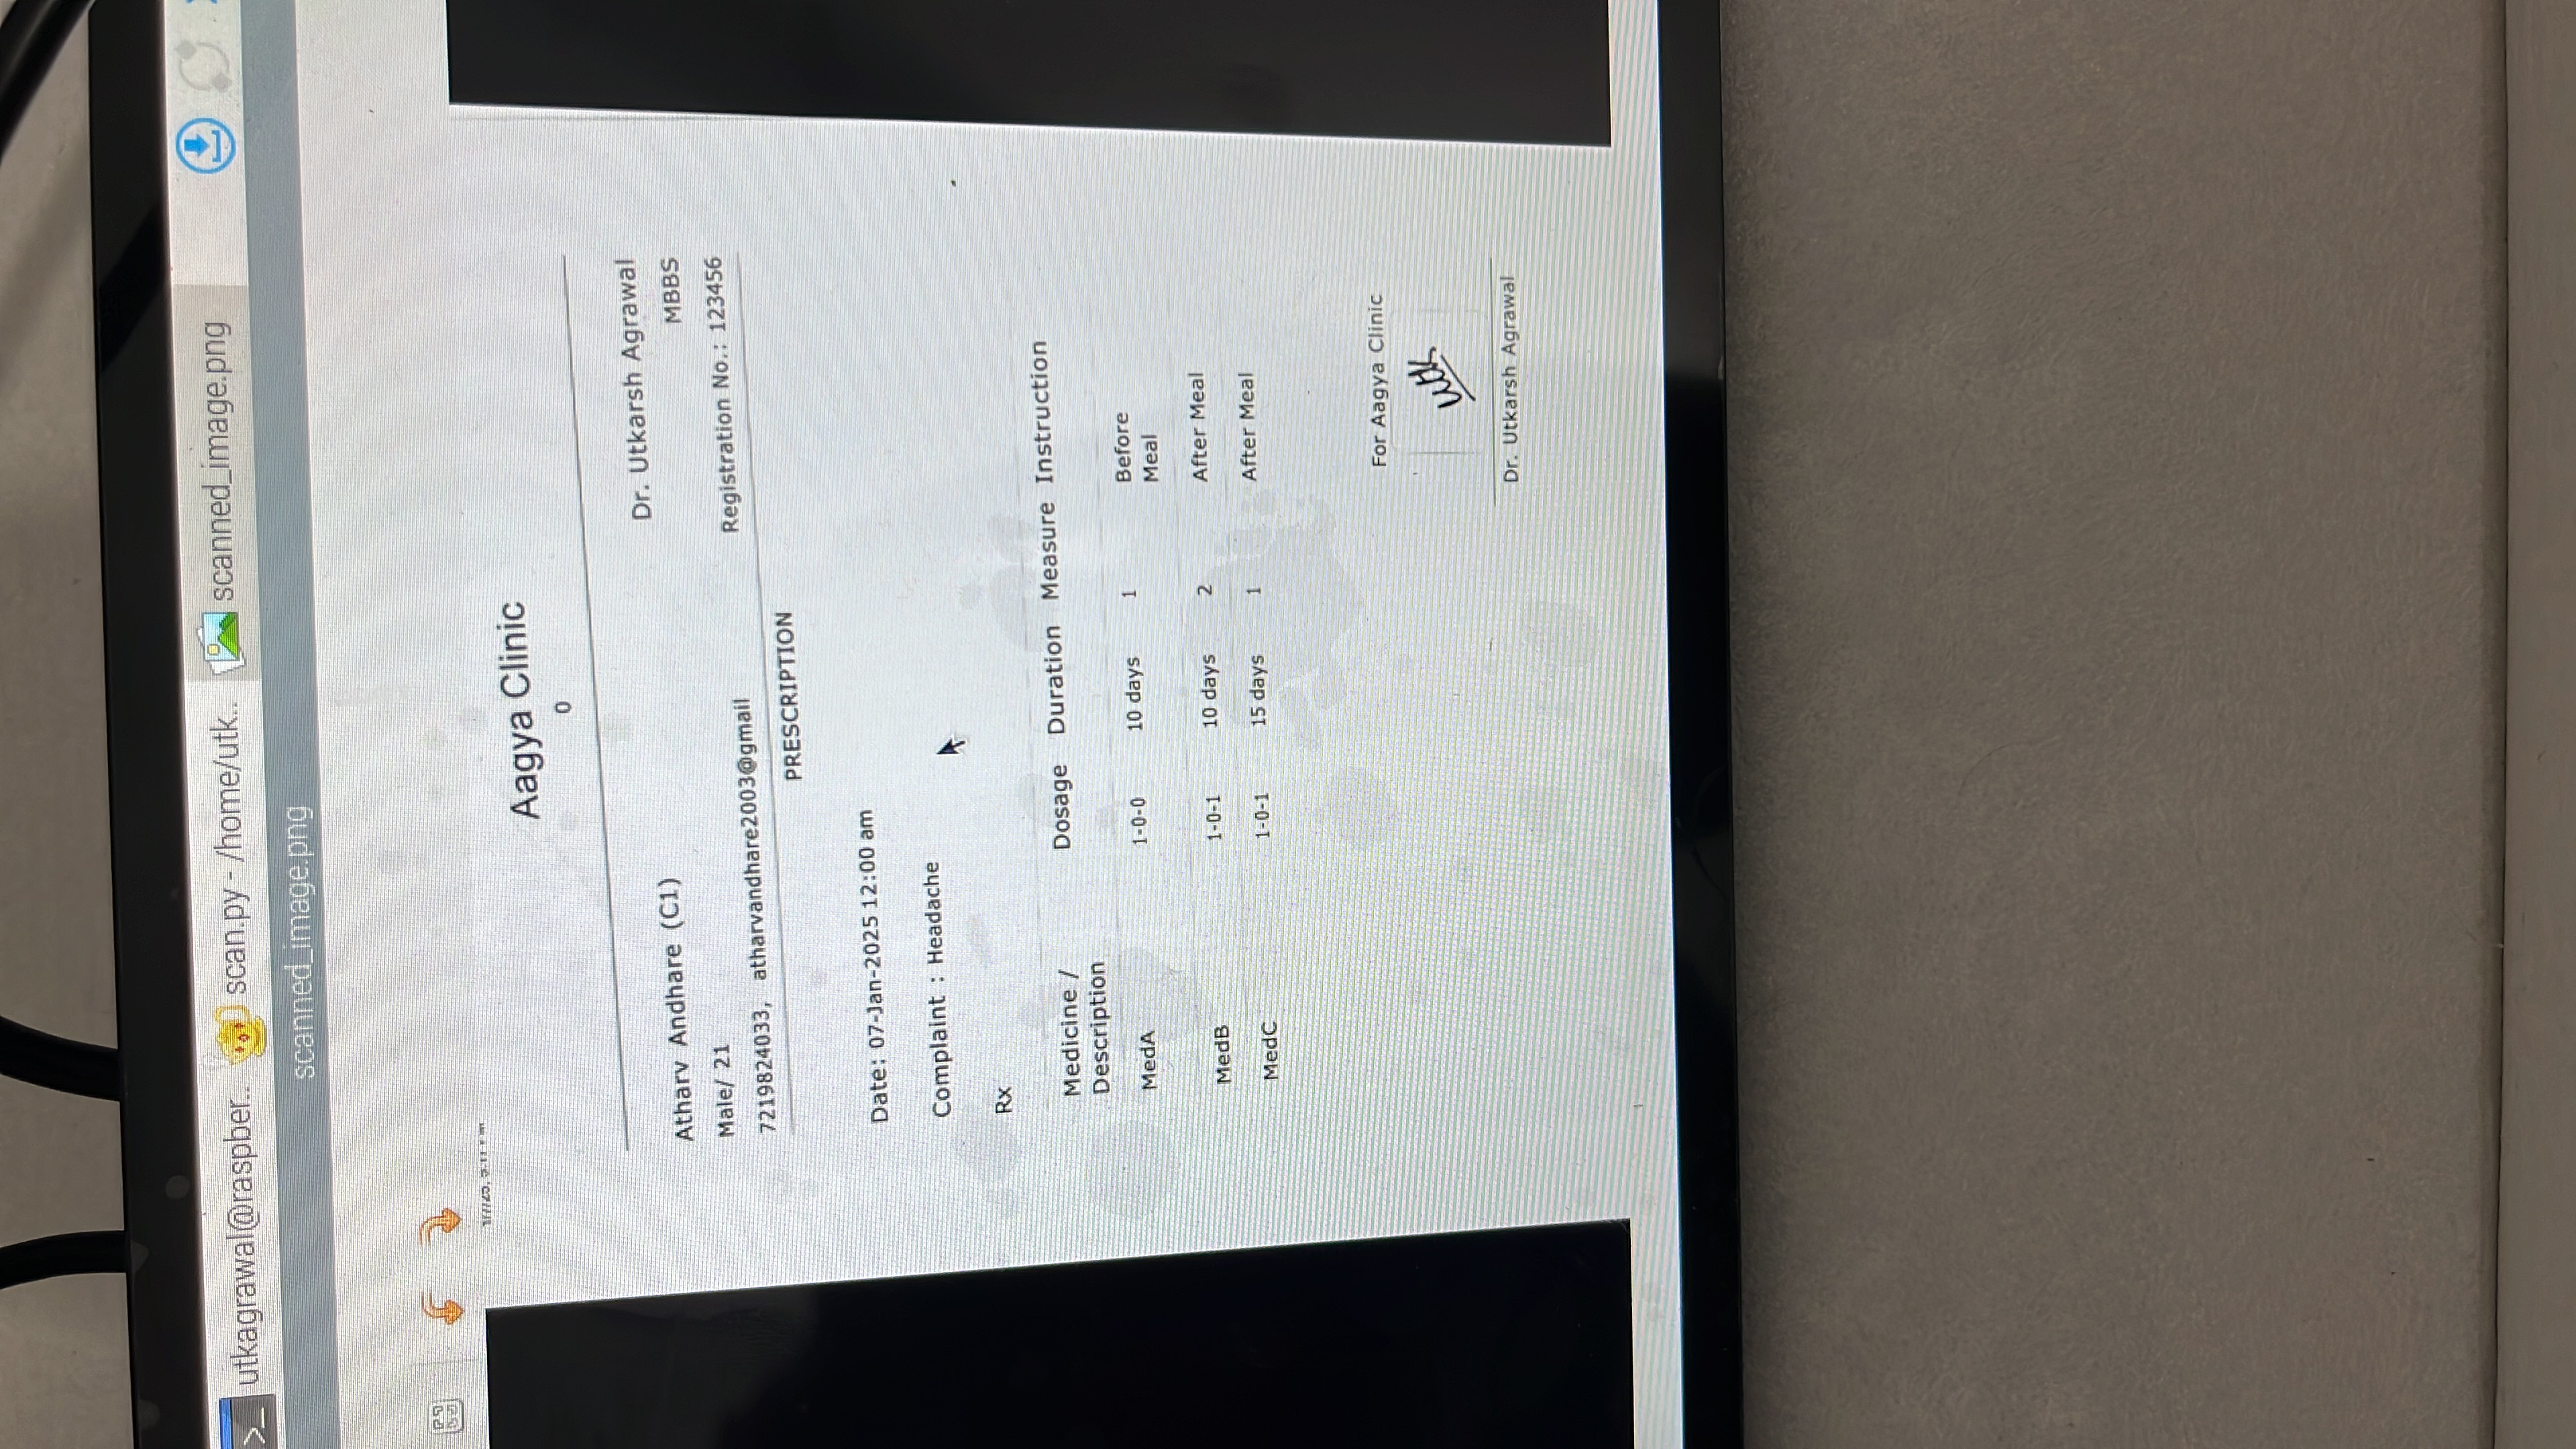 utkagrawal@raspber.. scan.py - /home/utk.. scanned_image.png
scanned_image.png
Aagya Clinic
0
Dr. Utkarsh Agrawal
Atharv Andhare (C1)
MBBS
Male/ 21
Registration No.: 123456
7219824033, atharvandhare2003@gmail
PRESCRIPTION
Date: 07-Jan-2025 12:00 am
Complaint : Headache
Rx
Medicine / Dosage Duration Measure Instruction
Description
MedA 1-0-0 10 days 1 Before
Meal
MedB 1-0-1 10 days 2 After Meal
MedC 1-0-1 15 days 1 After Meal
For Aagya Clinic
utk
Dr. Utkarsh Agrawal